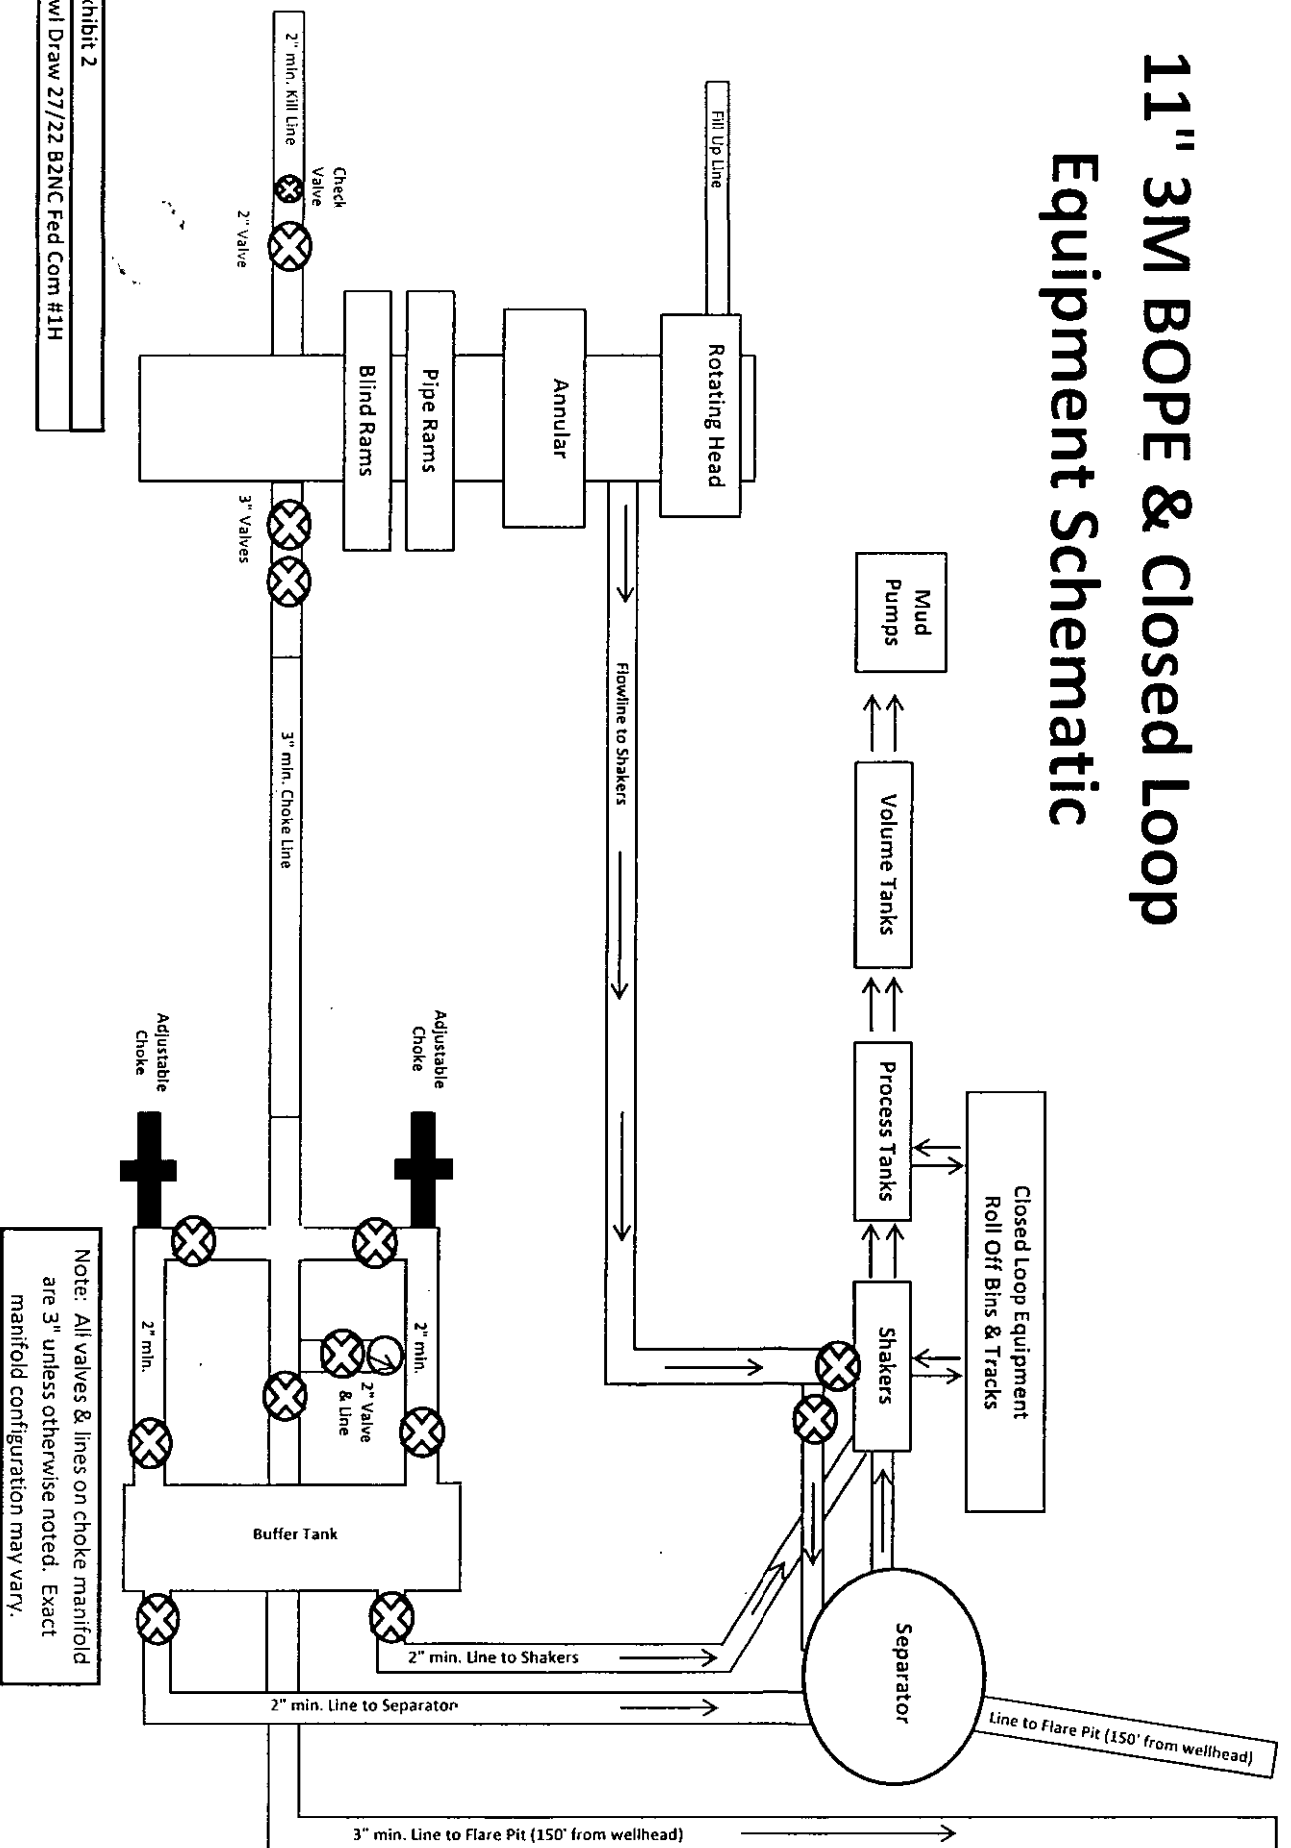 11" 3M BOPE & Closed Loop
Equipment Schematic
Fill Up Line
Rotating Head
Annular
Pipe Rams
Blind Rams
2" min. Kill Line
Check
Valve
2" Valve
3" Valves
3" min. Choke Line
Flowline to Shakers
Mud
Pumps
Volume Tanks
Process Tanks
Shakers
Closed Loop Equipment
Roll Off Bins & Tracks
Separator
Line to Flare Pit (150' from wellhead)
Adjustable
Choke
Adjustable
Choke
2" min.
2" min.
2" Valve
& Line
Buffer Tank
2" min. Line to Shakers
2" min. Line to Separator
3" min. Line to Flare Pit (150' from wellhead)
Note: All valves & lines on choke manifold
are 3" unless otherwise noted. Exact
manifold configuration may vary.
hibit 2
wl Draw 27/22 B2NC Fed Com #1H